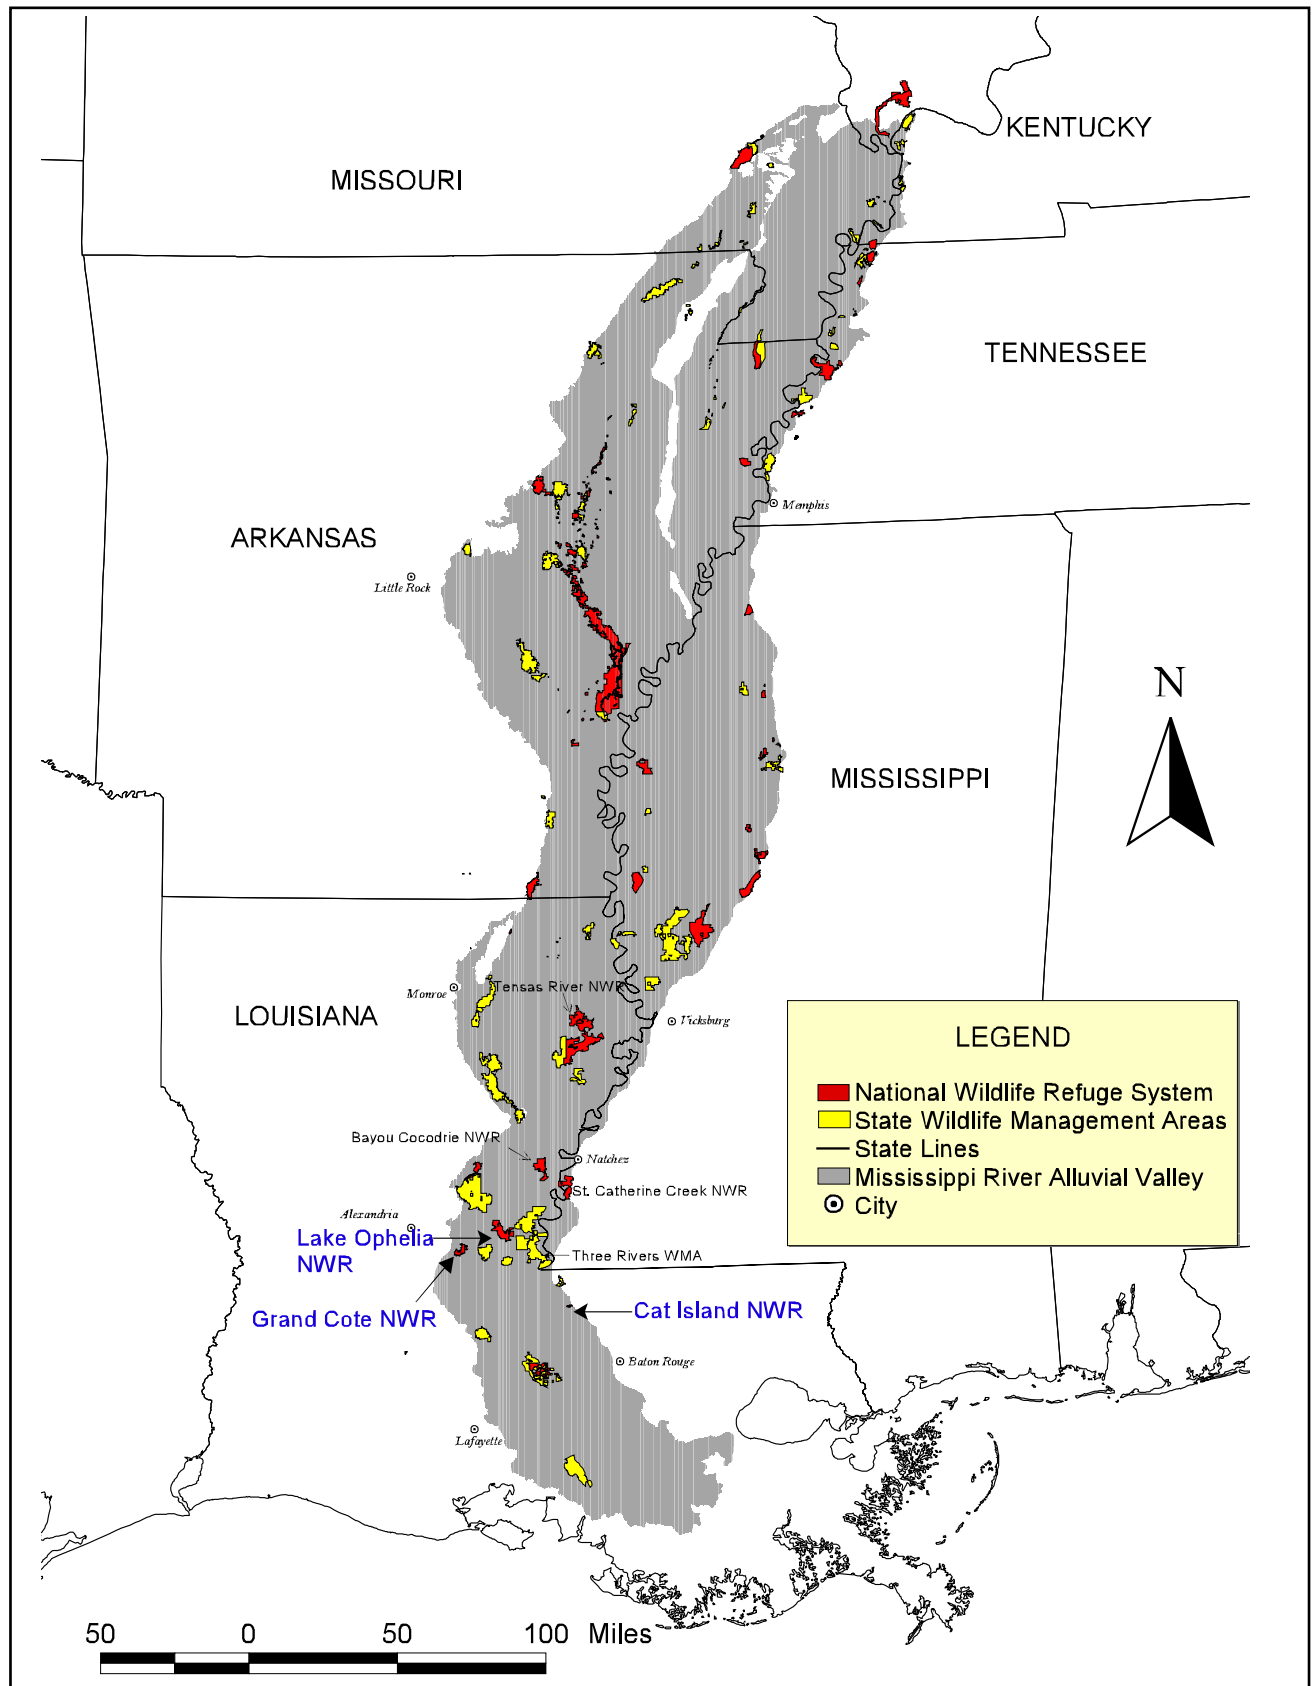 KENTUCKY
MISSOURI
TENNESSEE
Memphis
ARKANSAS
Little Rock
N
MISSISSIPPI
Monroe
Tensas River NWR
LOUISIANA
Vicksburg
LEGEND
National Wildlife Refuge System
State Wildlife Management Areas
State Lines
Mississippi River Alluvial Valley
City
Bayou Cocodrie NWR
Natchez
St. Catherine Creek NWR
Alexandria
Lake Ophelia
NWR
Three Rivers WMA
Grand Cote NWR
Cat Island NWR
Baton Rouge
Lafayette
50 0 50 100 Miles